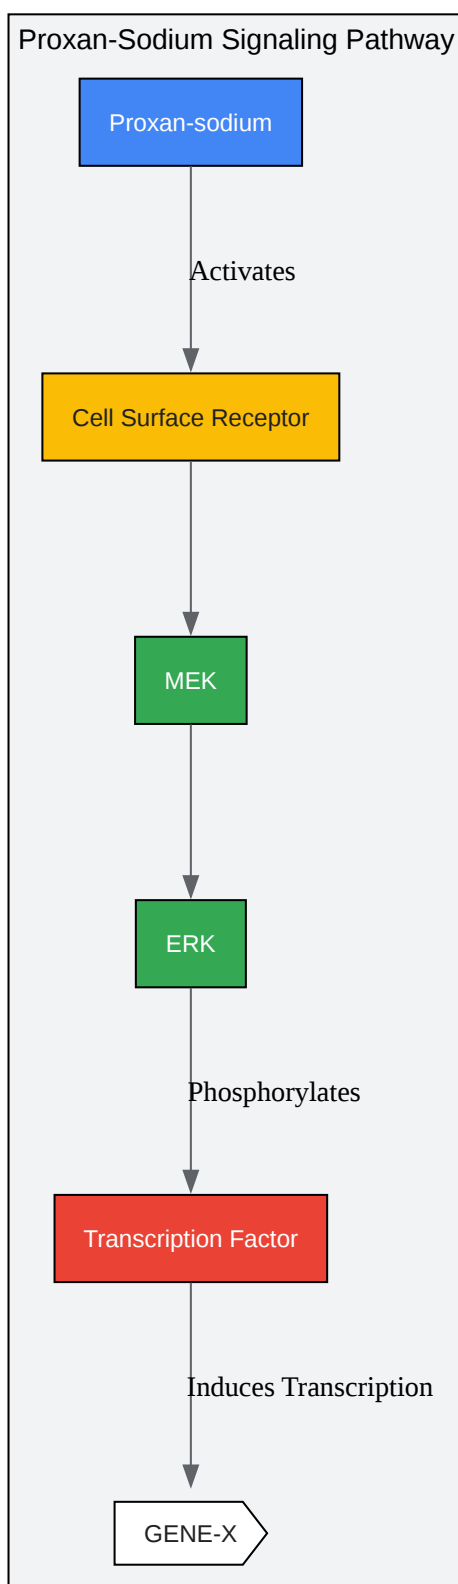 Proxan-Sodium Signaling Pathway
Proxan-sodium
Activates
Cell Surface Receptor
MEK
ERK
Phosphorylates
Transcription Factor
Induces Transcription
GENE-X